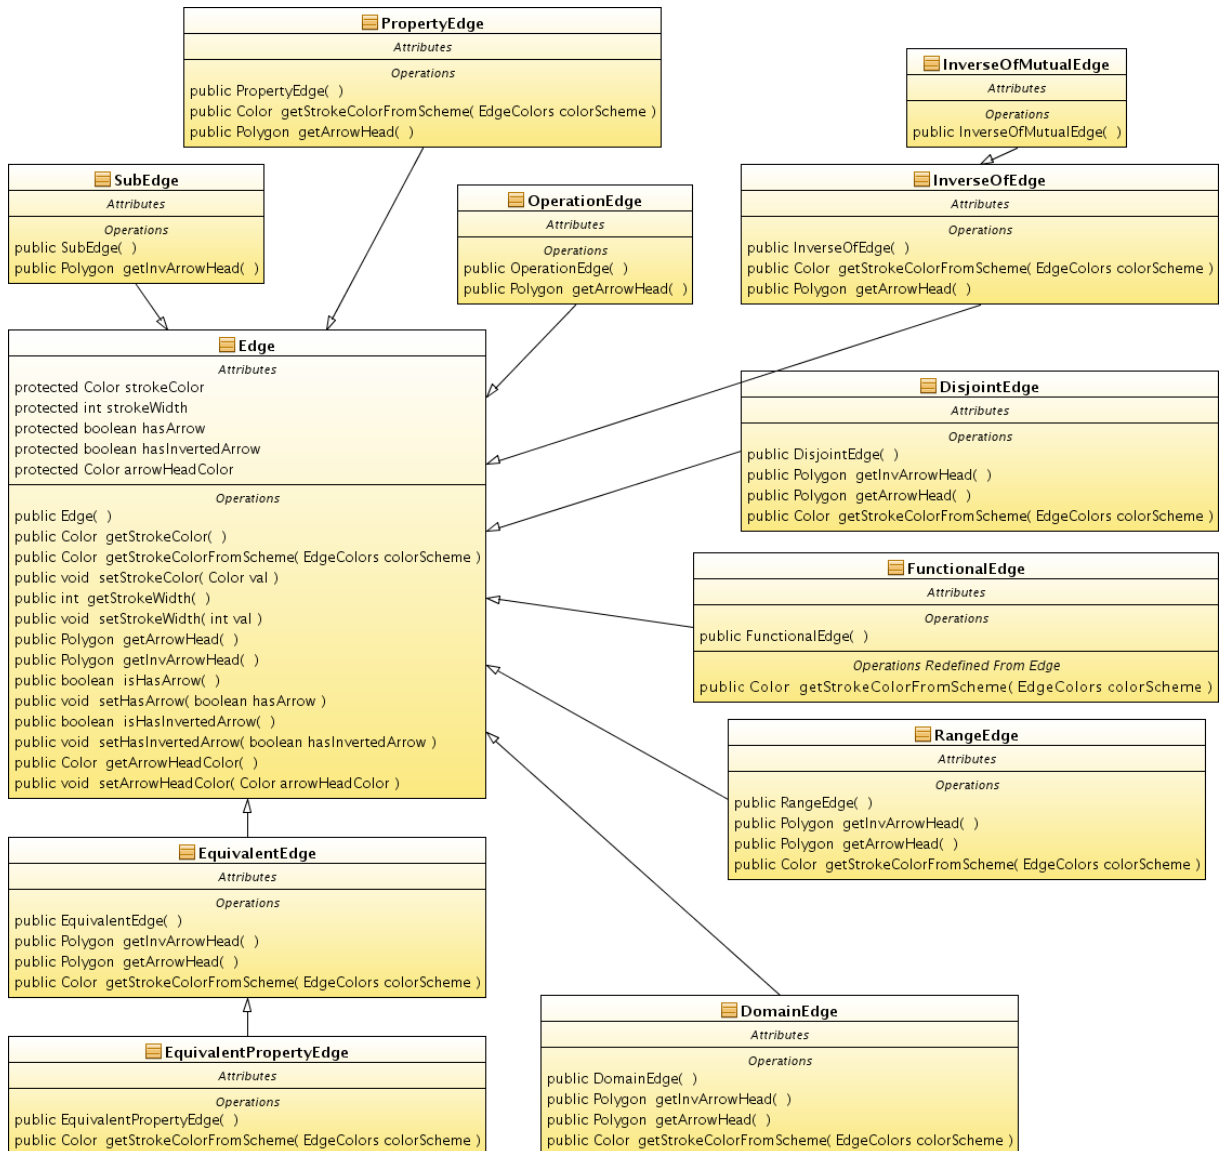 PropertyEdge
Attributes
Operations
public PropertyEdge(  )
public Color  getStrokeColorFromScheme( EdgeColors colorScheme )
public Polygon  getArrowHead(  )
InverseOfMutualEdge
Attributes
Operations
public InverseOfMutualEdge(  )
SubEdge
Attributes
Operations
public SubEdge(  )
public Polygon  getInvArrowHead(  )
OperationEdge
Attributes
Operations
public OperationEdge(  )
public Polygon  getArrowHead(  )
InverseOfEdge
Attributes
Operations
public InverseOfEdge(  )
public Color  getStrokeColorFromScheme( EdgeColors colorScheme )
public Polygon  getArrowHead(  )
Edge
Attributes
protected Color strokeColor
protected int strokeWidth
protected boolean hasArrow
protected boolean hasInvertedArrow
protected Color arrowHeadColor
Operations
public Edge(  )
public Color  getStrokeColor(  )
public Color  getStrokeColorFromScheme( EdgeColors colorScheme )
public void  setStrokeColor( Color val )
public int  getStrokeWidth(  )
public void  setStrokeWidth( int val )
public Polygon  getArrowHead(  )
public Polygon  getInvArrowHead(  )
public boolean  isHasArrow(  )
public void  setHasArrow( boolean hasArrow )
public boolean  isHasInvertedArrow(  )
public void  setHasInvertedArrow( boolean hasInvertedArrow )
public Color  getArrowHeadColor(  )
public void  setArrowHeadColor( Color arrowHeadColor )
DisjointEdge
Attributes
Operations
public DisjointEdge(  )
public Polygon  getInvArrowHead(  )
public Polygon  getArrowHead(  )
public Color  getStrokeColorFromScheme( EdgeColors colorScheme )
FunctionalEdge
Attributes
Operations
public FunctionalEdge(  )
Operations Redefined From Edge
public Color  getStrokeColorFromScheme( EdgeColors colorScheme )
RangeEdge
Attributes
Operations
public RangeEdge(  )
public Polygon  getInvArrowHead(  )
public Polygon  getArrowHead(  )
public Color  getStrokeColorFromScheme( EdgeColors colorScheme )
EquivalentEdge
Attributes
Operations
public EquivalentEdge(  )
public Polygon  getInvArrowHead(  )
public Polygon  getArrowHead(  )
public Color  getStrokeColorFromScheme( EdgeColors colorScheme )
EquivalentPropertyEdge
Attributes
Operations
public EquivalentPropertyEdge(  )
public Color  getStrokeColorFromScheme( EdgeColors colorScheme )
DomainEdge
Attributes
Operations
public DomainEdge(  )
public Polygon  getInvArrowHead(  )
public Polygon  getArrowHead(  )
public Color  getStrokeColorFromScheme( EdgeColors colorScheme )